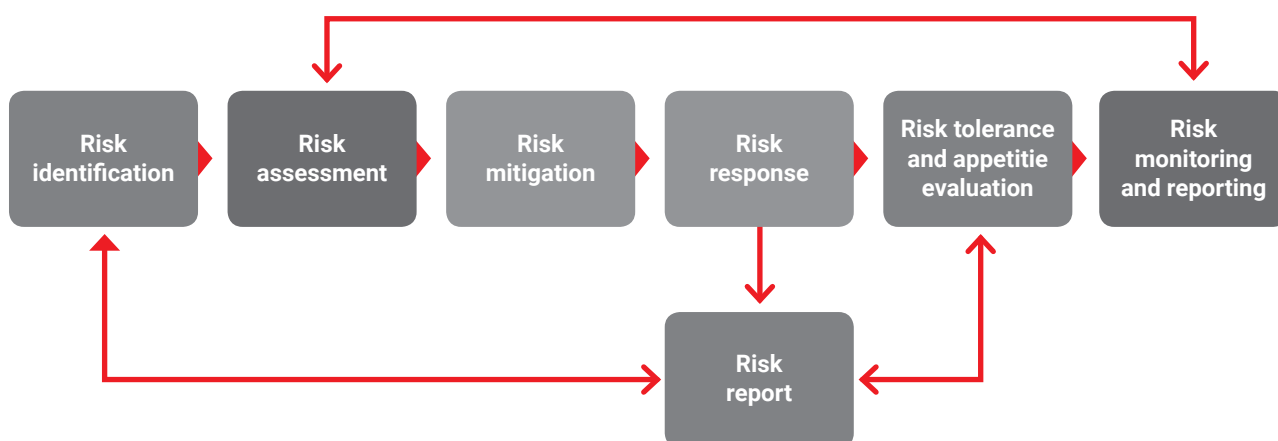 Risk
identification
Risk
assessment
Risk
mitigation
Risk
response
Risk tolerance
and appetitie
evaluation
Risk
monitoring
and reporting
Risk
report